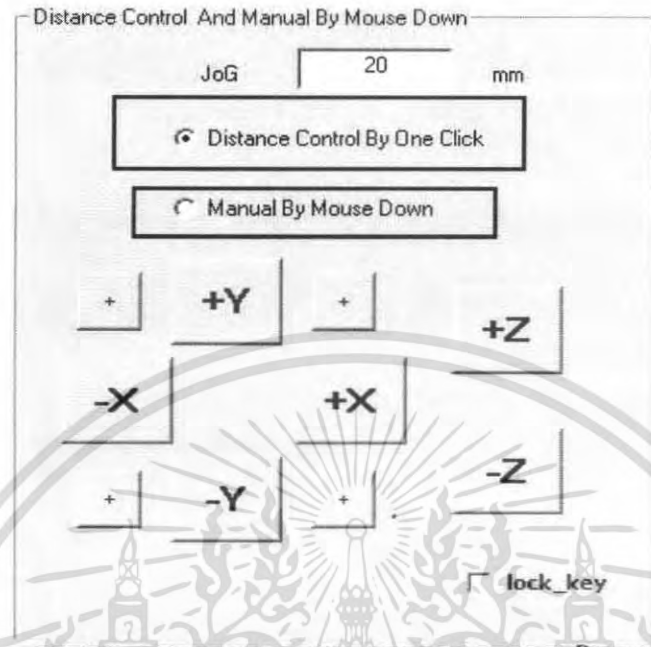 Distance Control And Manual By Mouse Down
JoG 20 mm
Distance Control By One Click
Manual By Mouse Down
+ +Y + +Z
-X +X
+ -Y + -Z
lock_key